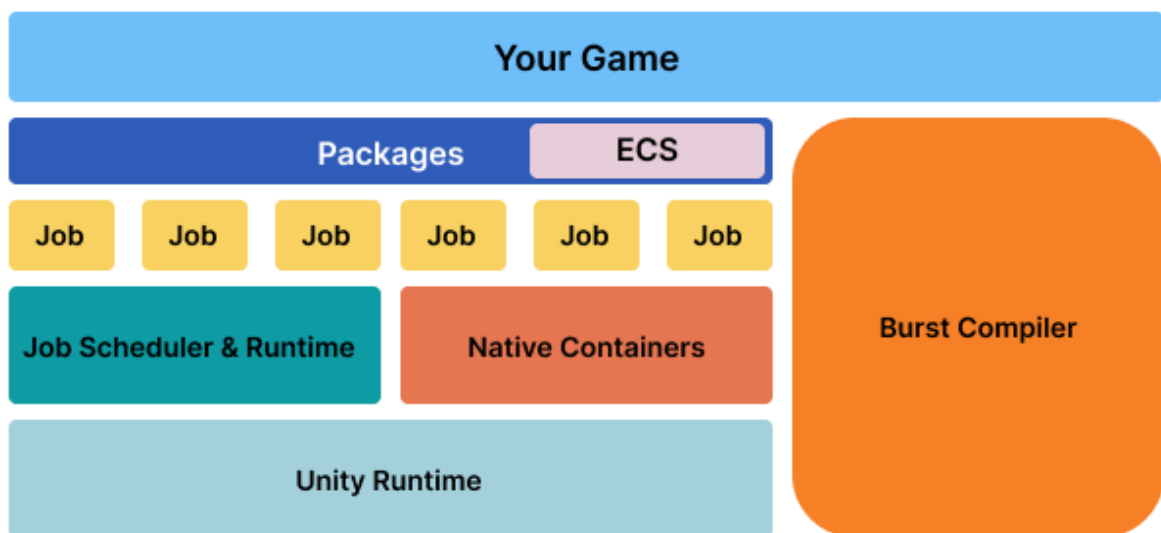 Your Game
Packages
ECS
Job
Job
Job
Job
Job
Job
Job Scheduler & Runtime
Native Containers
Burst Compiler
Unity Runtime